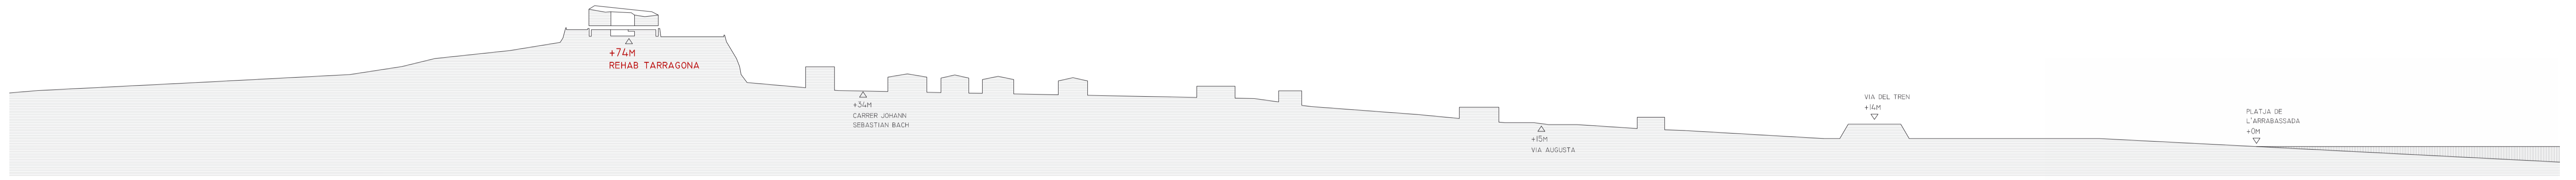 +74M
REHAB TARRAGONA
+34M
CARRER JOHANN
SEBASTIAN BACH
+15M
VIA AUGUSTA
VIA DEL TREN
+14M
PLATJA DE
L'ARRABASSADA
+0M